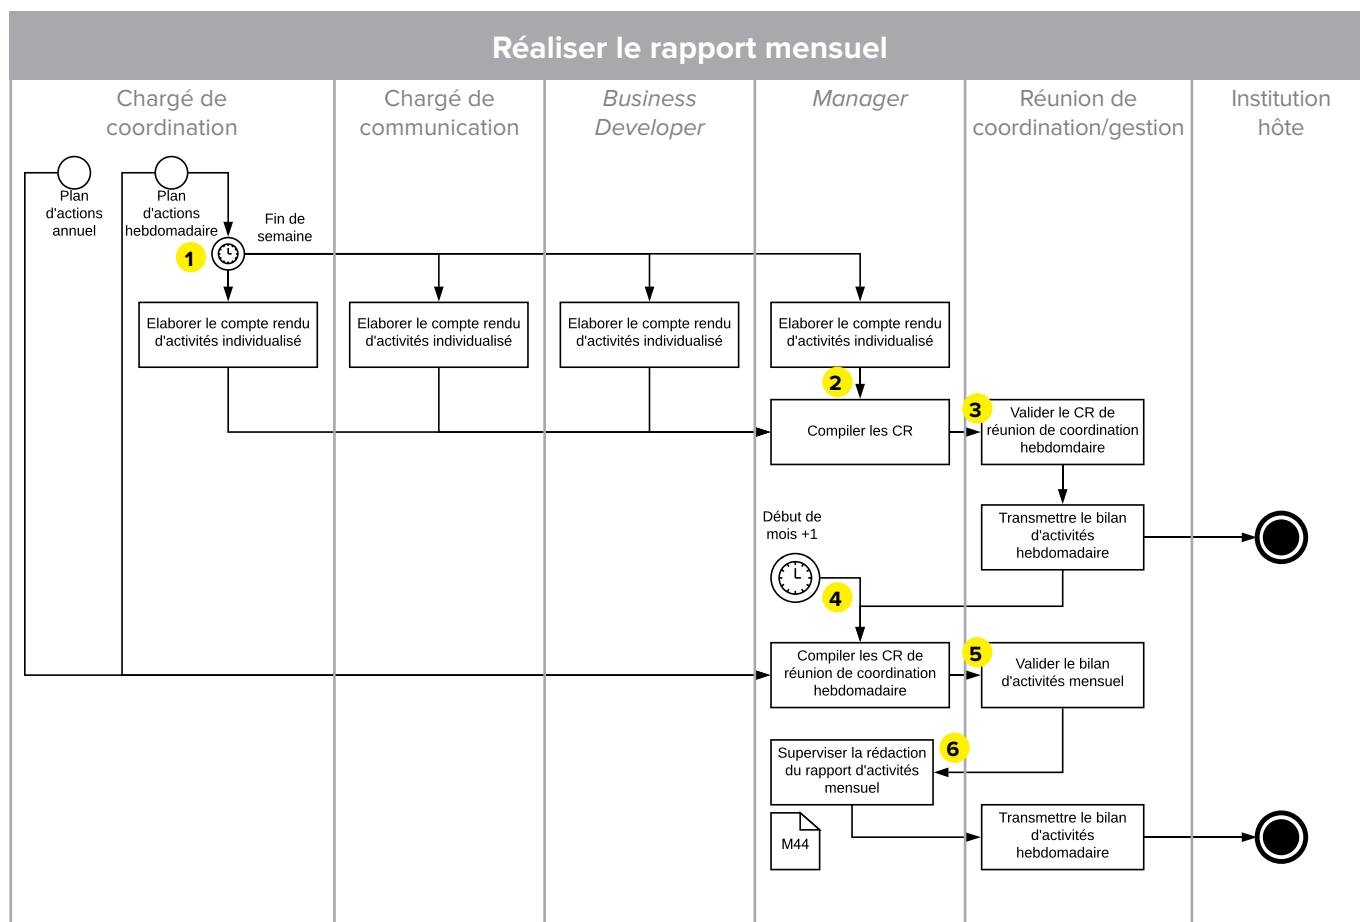 Réaliser le rapport mensuel
Chargé de
coordination
Chargé de
communication
Business
Developer
Manager
Réunion de
coordination/gestion
Institution
hôte
Plan
d'actions
annuel
Plan
d'actions
hebdomadaire
Fin de
semaine
1
Elaborer le compte rendu
d'activités individualisé
Elaborer le compte rendu
d'activités individualisé
Elaborer le compte rendu
d'activités individualisé
Elaborer le compte rendu
d'activités individualisé
2
Compiler les CR
3
Valider le CR de
réunion de coordination
hebdomdaire
Transmettre le bilan
d'activités
hebdomadaire
Début de
mois +1
4
Compiler les CR de
réunion de coordination
hebdomadaire
5
Valider le bilan
d'activités mensuel
6
Superviser la rédaction
du rapport d'activités
mensuel
M44
Transmettre le bilan
d'activités
hebdomadaire